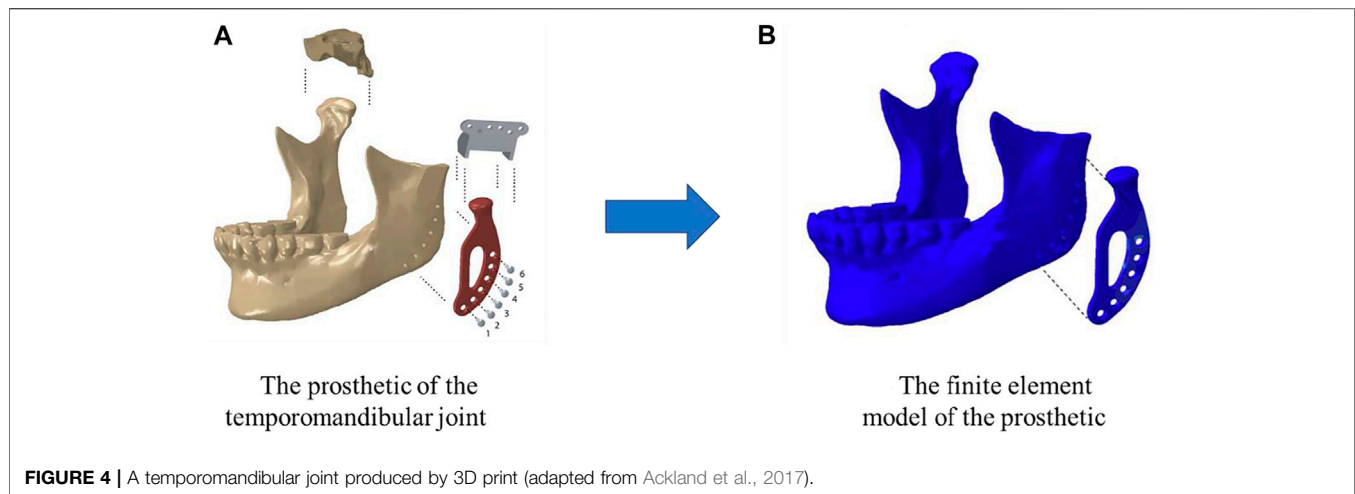 A
B
6
5
4
3
2
1
The prosthetic of the
temporomandibular joint
The finite element
model of the prosthetic
FIGURE 4 | A temporomandibular joint produced by 3D print (adapted from Ackland et al., 2017).